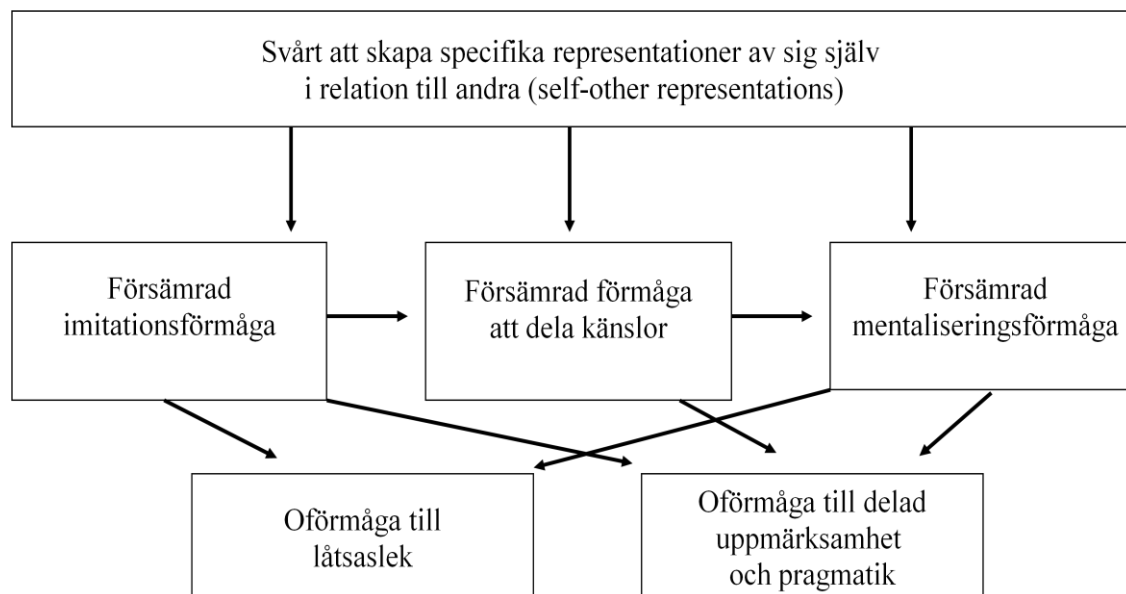 Svårt att skapa specifika representationer av sig själv
i relation till andra (self-other representations)
Försämrad
imitationsförmåga
Försämrad förmåga
att dela känslor
Försämrad
mentaliseringsförmåga
Oförmåga till
låtsaslek
Oförmåga till delad
uppmärksamhet
och pragmatik